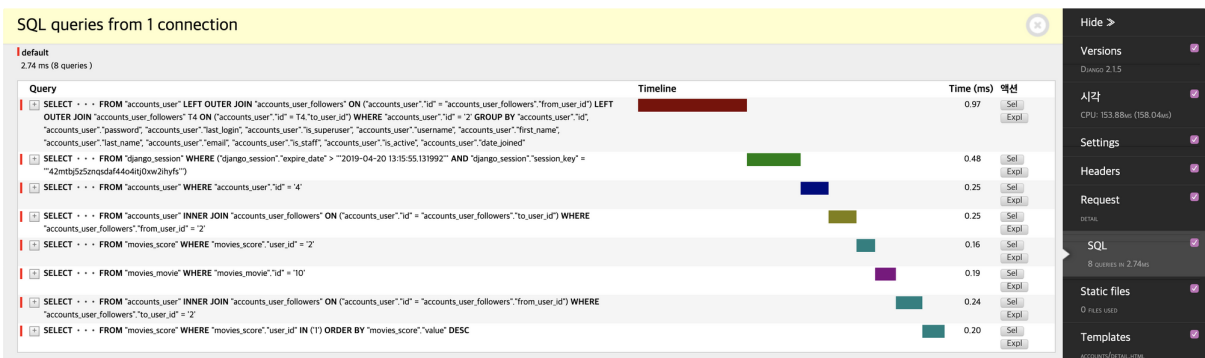 SQL queries from 1 connection
default
2.74 ms (8 queries )
Query Timeline Time (ms) 액션
+ SELECT ··· FROM "accounts_user" LEFT OUTER JOIN "accounts_user_followers" ON ("accounts_user"."id" = "accounts_user_followers"."from_user_id") LEFT
OUTER JOIN "accounts_user_followers" T4 ON ("accounts_user"."id" = T4."to_user_id") WHERE "accounts_user"."id" = '2' GROUP BY "accounts_user"."id",
"accounts_user"."password", "accounts_user"."last_login", "accounts_user"."is_superuser", "accounts_user"."username", "accounts_user"."first_name",
"accounts_user"."last_name", "accounts_user"."email", "accounts_user"."is_staff", "accounts_user"."is_active", "accounts_user"."date_joined"
0.97 Sel
Expl
+ SELECT ··· FROM "django_session" WHERE ("django_session"."expire_date" > '"2019-04-20 13:15:55.131992"' AND "django_session"."session_key" =
'"42mtbj5z5znqsdaf44o4itj0xw2ihyfs"')
0.48 Sel
Expl
+ SELECT ··· FROM "accounts_user" WHERE "accounts_user"."id" = '4'
0.25 Sel
Expl
+ SELECT ··· FROM "accounts_user" INNER JOIN "accounts_user_followers" ON ("accounts_user"."id" = "accounts_user_followers"."to_user_id") WHERE
"accounts_user_followers"."from_user_id" = '2'
0.25 Sel
Expl
+ SELECT ··· FROM "movies_score" WHERE "movies_score"."user_id" = '2'
0.16 Sel
Expl
+ SELECT ··· FROM "movies_movie" WHERE "movies_movie"."id" = '10'
0.19 Sel
Expl
+ SELECT ··· FROM "accounts_user" INNER JOIN "accounts_user_followers" ON ("accounts_user"."id" = "accounts_user_followers"."from_user_id") WHERE
"accounts_user_followers"."to_user_id" = '2'
0.24 Sel
Expl
+ SELECT ··· FROM "movies_score" WHERE "movies_score"."user_id" IN ('1') ORDER BY "movies_score"."value" DESC
0.20 Sel
Expl
Hide »
Versions
DJANGO 2.1.5
시각
CPU: 153.88MS (158.04MS)
Settings
Headers
Request
DETAIL
SQL
8 QUERIES IN 2.74MS
Static files
0 FILES USED
Templates
ACCOUNTS/DETAIL.HTML